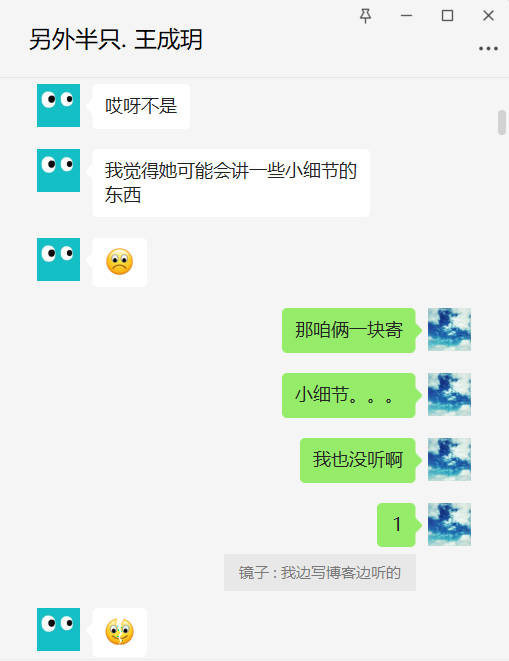 另外半只. 王成玥
哎呀不是
我觉得她可能会讲一些小细节的
东西
那咱俩一块寄
小细节。。。
我也没听啊
1
镜子 : 我边写博客边听的